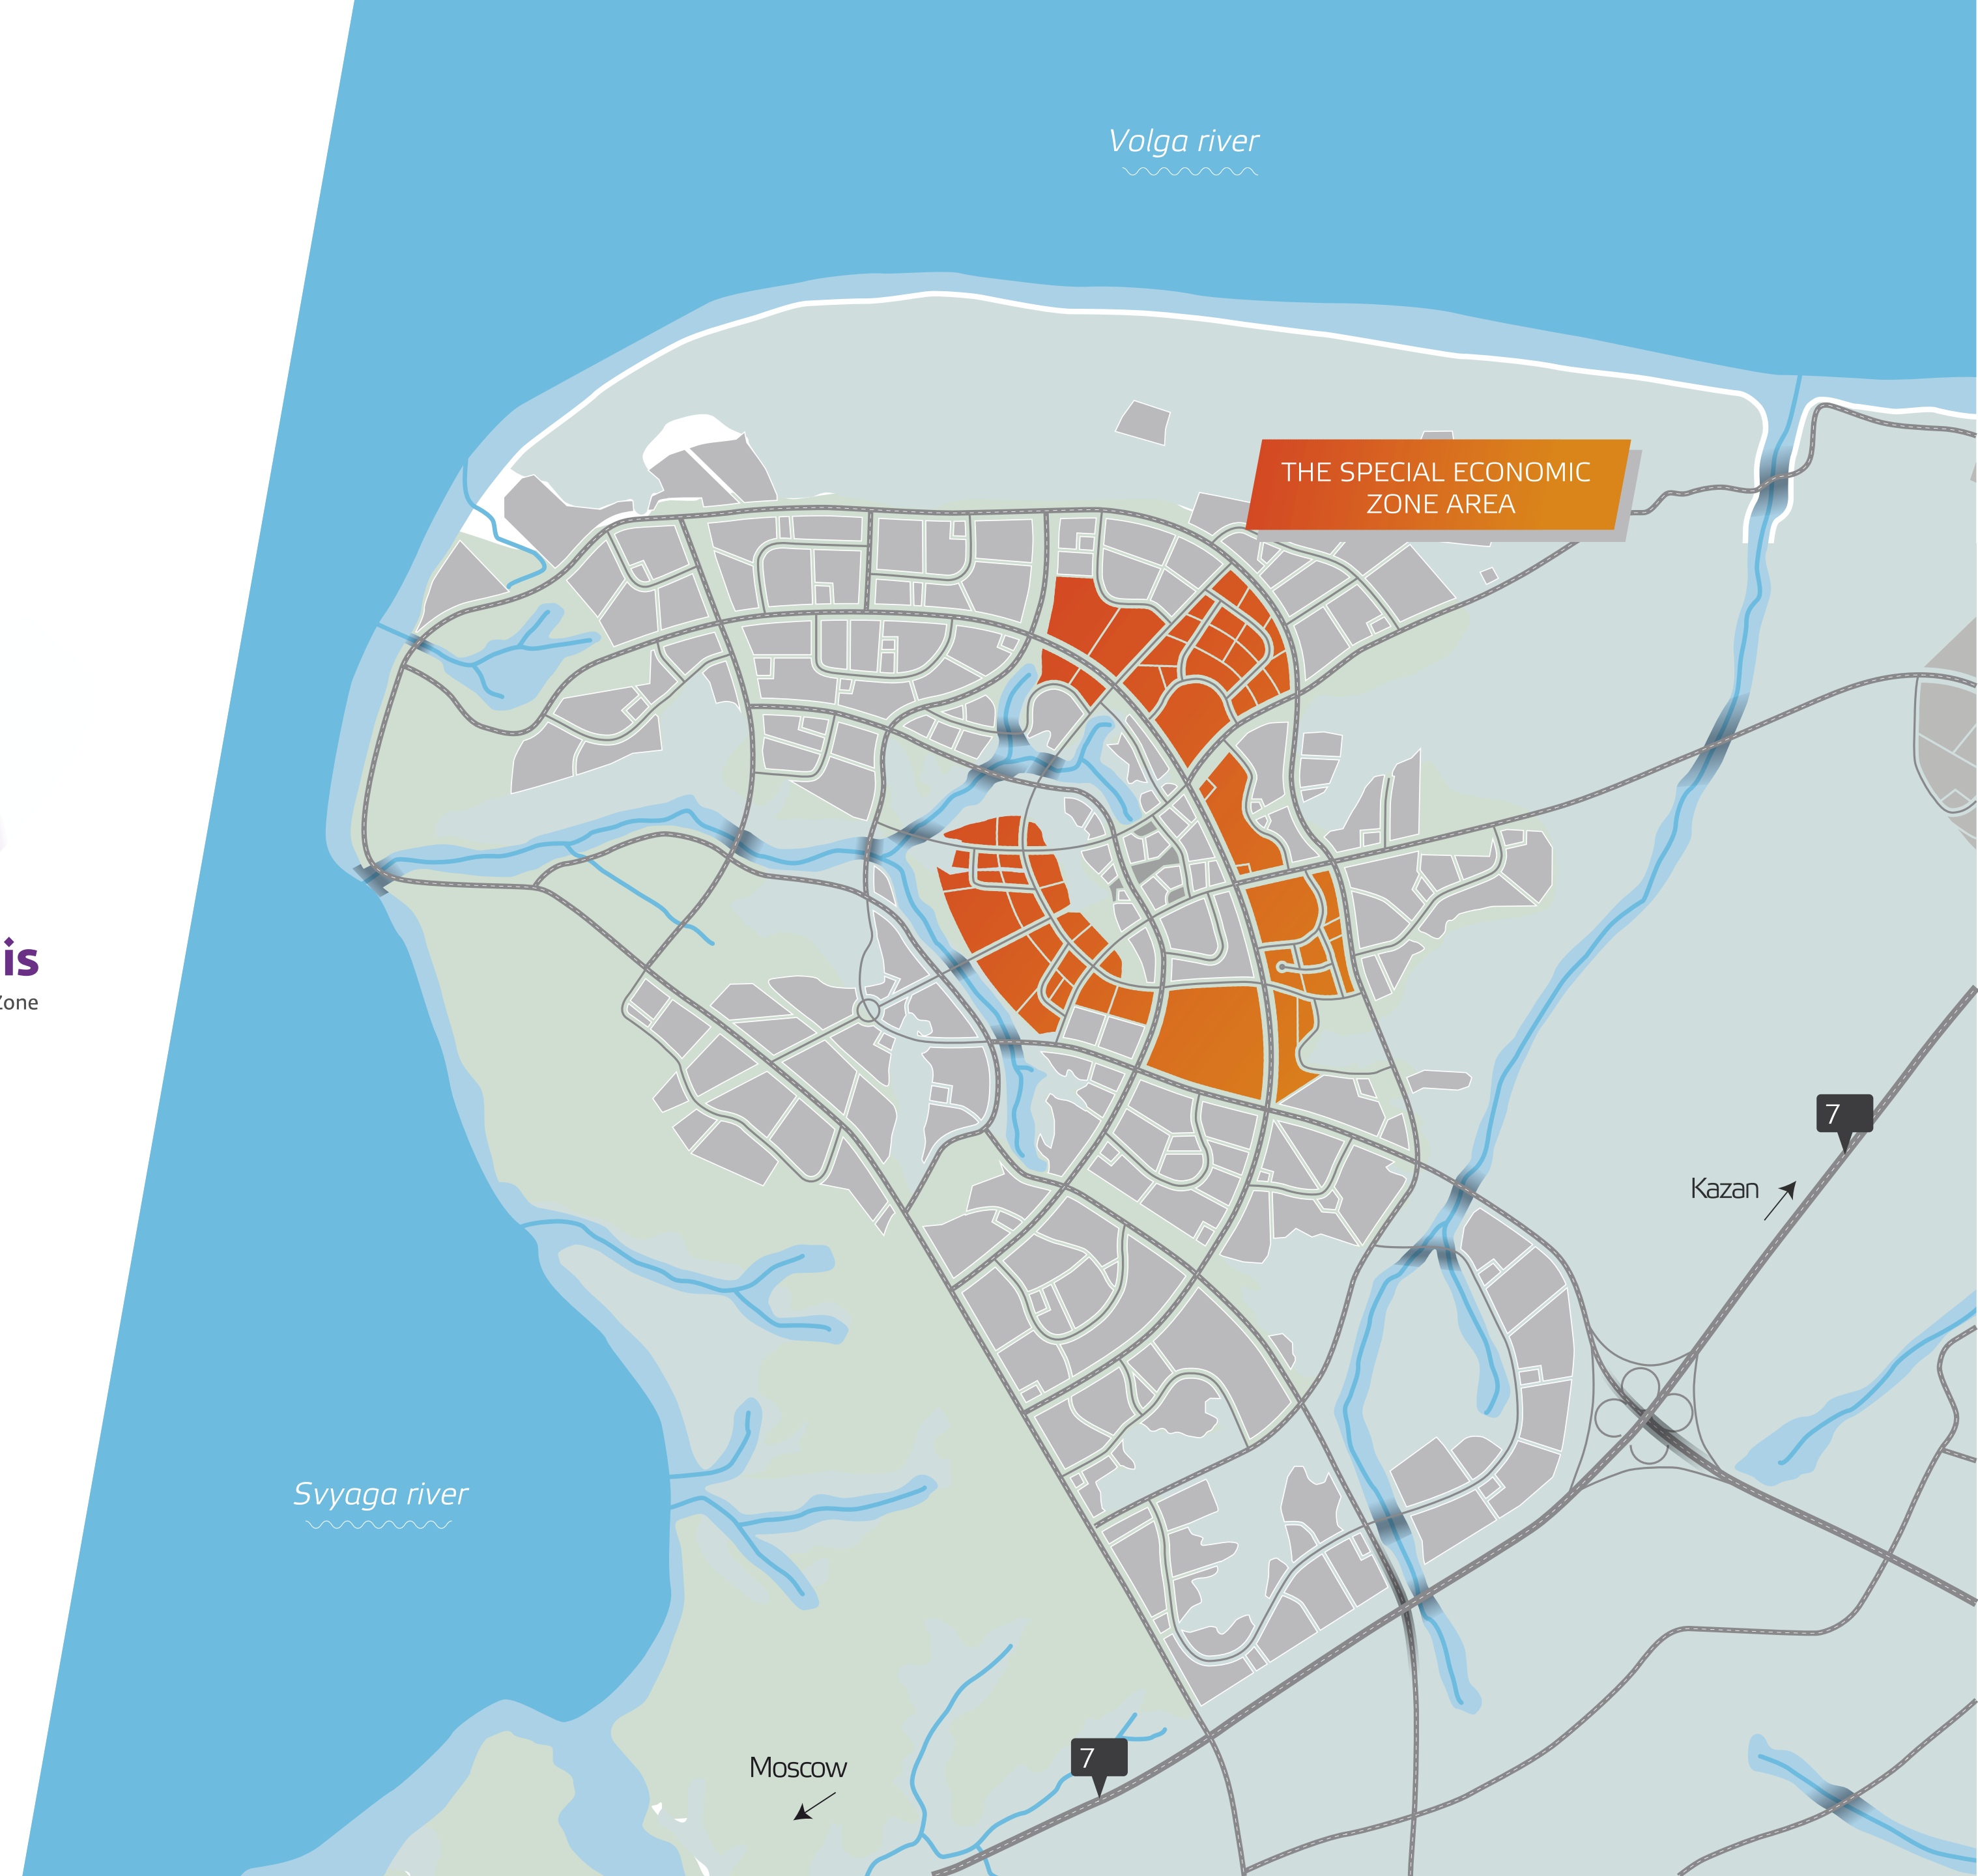 Volga river
THE SPECIAL ECONOMIC
ZONE AREA
is
Zone
7
Kazan
Svyaga river
Moscow
7